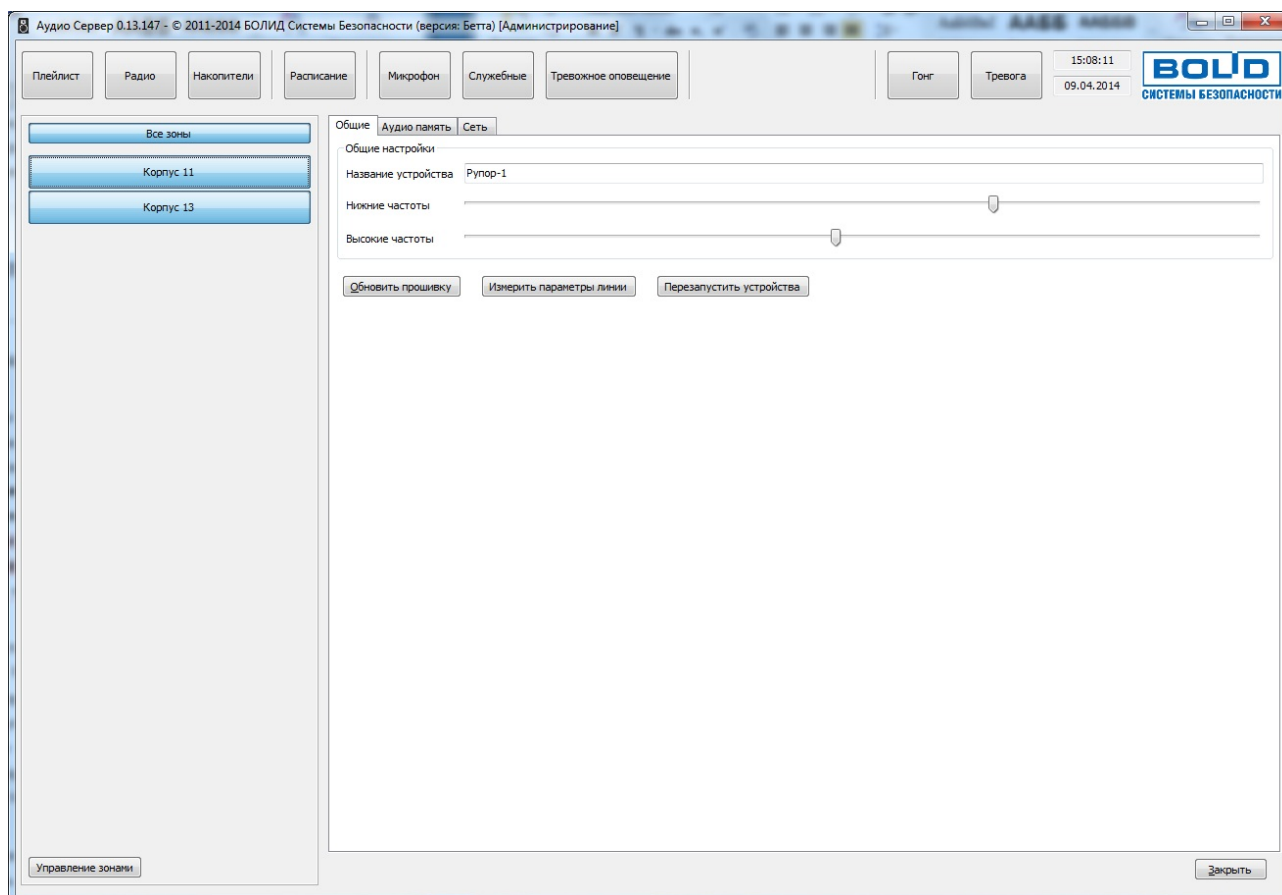 Аудио Сервер 0.13.147 - © 2011-2014 БОЛИД Системы Безопасности (версия: Бетта) [Администрирование]
Плейлист Радио Накопители Расписание Микрофон Служебные Тревожное оповещение Гонг Тревога 15:08:11
09.04.2014
BOLID
СИСТЕМЫ БЕЗОПАСНОСТИ
Все зоны
Корпус 11
Корпус 13
Общие Аудио память Сеть
Общие настройки
Название устройства Рупор-1
Нижние частоты
Высокие частоты
Обновить прошивку Измерить параметры линии Перезапустить устройства
Управление зонами
Закрыть